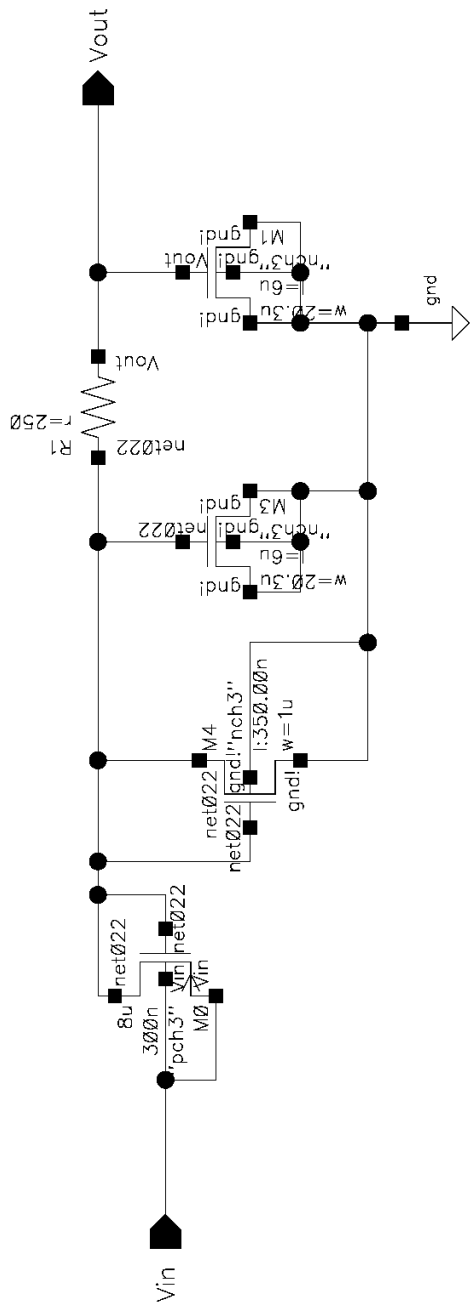 Vout
gnd!
M1
Vout
gnd!
"nch3"
l=6u
w=20.3u
gnd!
gnd
Vout
r=250
R1
net022
gnd!
M3
net022
gnd!
"nch3"
l=6u
w=20.3u
gnd!
M4
net022
gnd!
"nch3"
l:350.00n
w=1u
net022
gnd!
net022
net022
8u
300n
Vin
Vin
"pch3"
M0
Vin